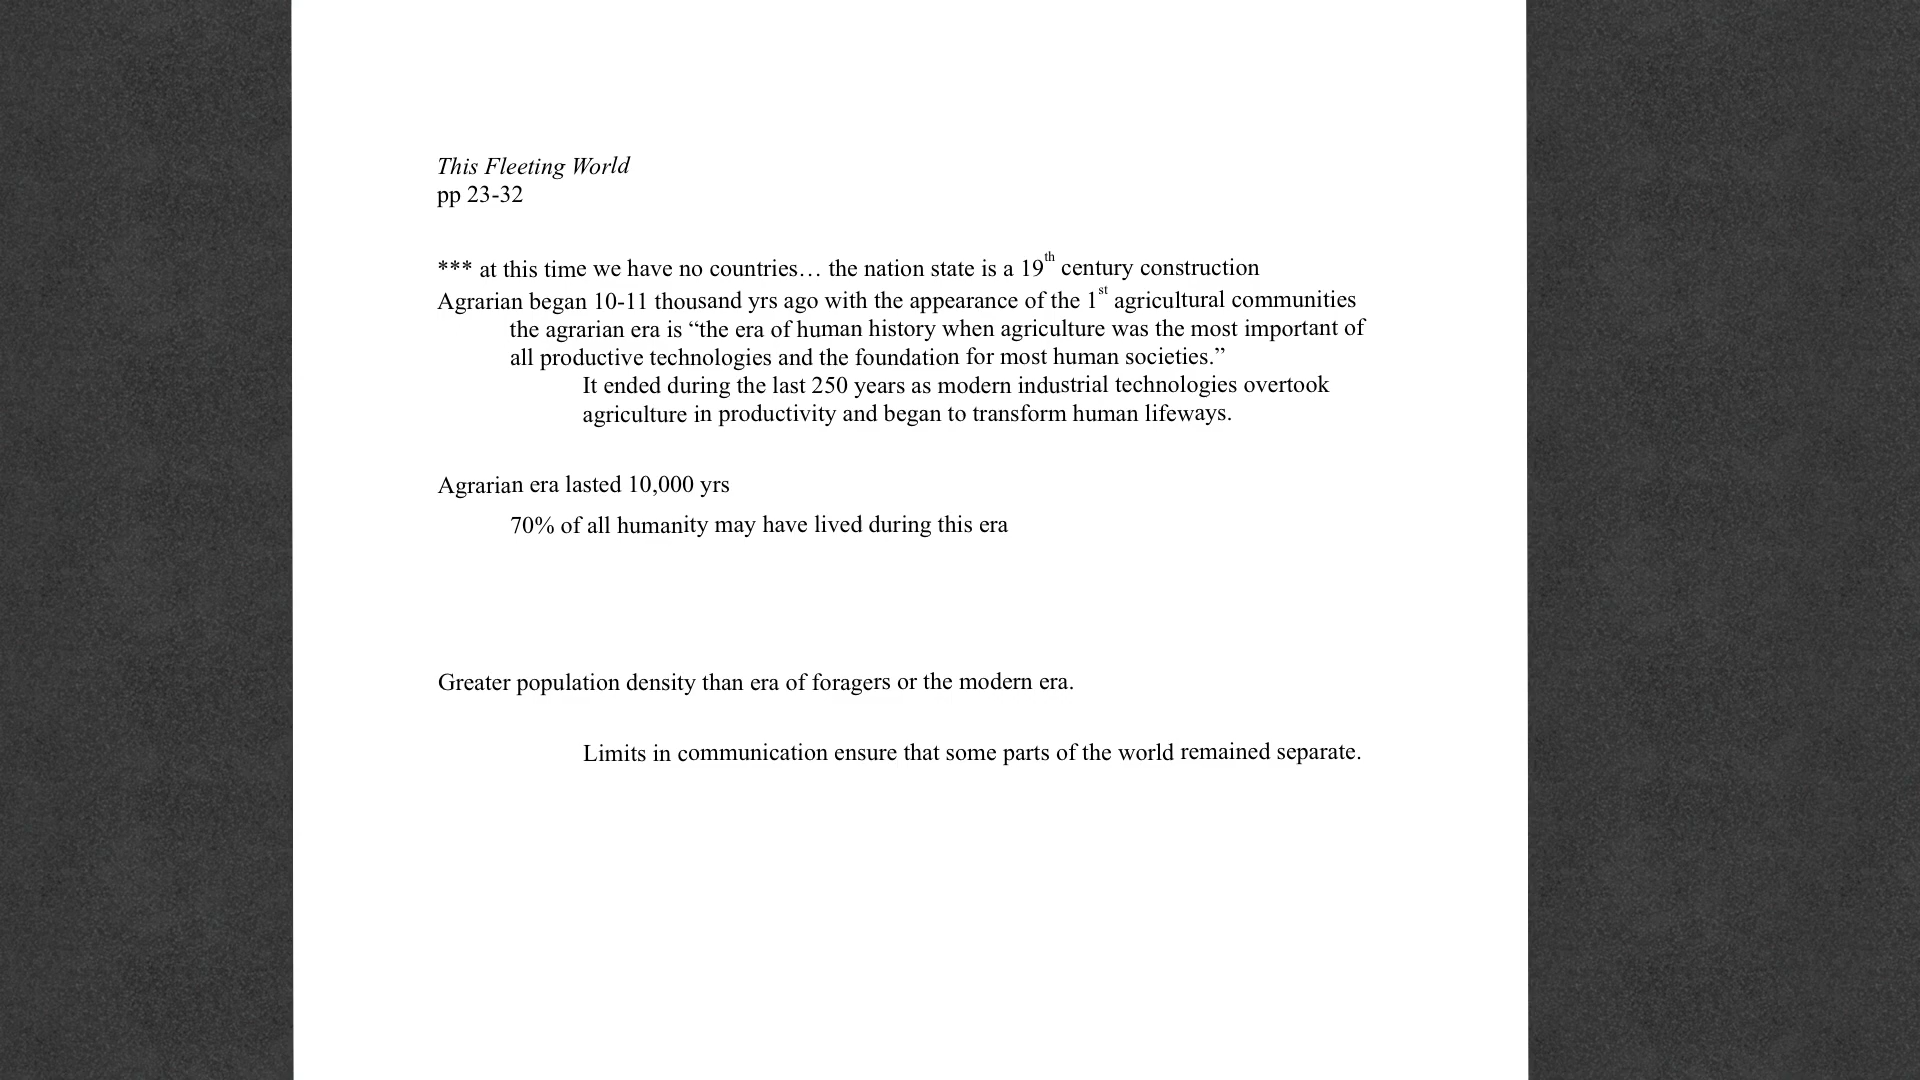 This Fleeting World
pp 23-32
*** at this time we have no countries… the nation state is a 19th century construction
Agrarian began 10-11 thousand yrs ago with the appearance of the 1st agricultural communities
the agrarian era is “the era of human history when agriculture was the most important of
all productive technologies and the foundation for most human societies.”
It ended during the last 250 years as modern industrial technologies overtook
agriculture in productivity and began to transform human lifeways.
Agrarian era lasted 10,000 yrs
70% of all humanity may have lived during this era
Greater population density than era of foragers or the modern era.
Limits in communication ensure that some parts of the world remained separate.